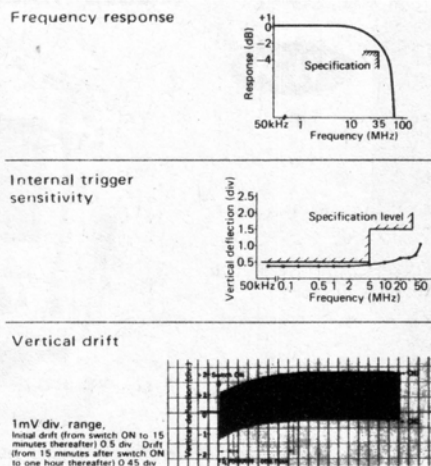 Frequency response
Response (dB)
+1
0
-2
-4
Specification
50kHz 1 10 35 100
Frequency (MHz)
Internal trigger
sensitivity
Vertical deflection (div)
2.5
2.0
1.5
1.0
0.5
Specification level
50kHz 0.1 0.5 1 2 5 10 20 50
Frequency (MHz)
Vertical drift
Switch ON
1mV div. range,
Initial drift (from switch ON to 15
minutes thereafter) 0 5 div Drift
(from 15 minutes after switch ON
to one hour thereafter) 0 45 div